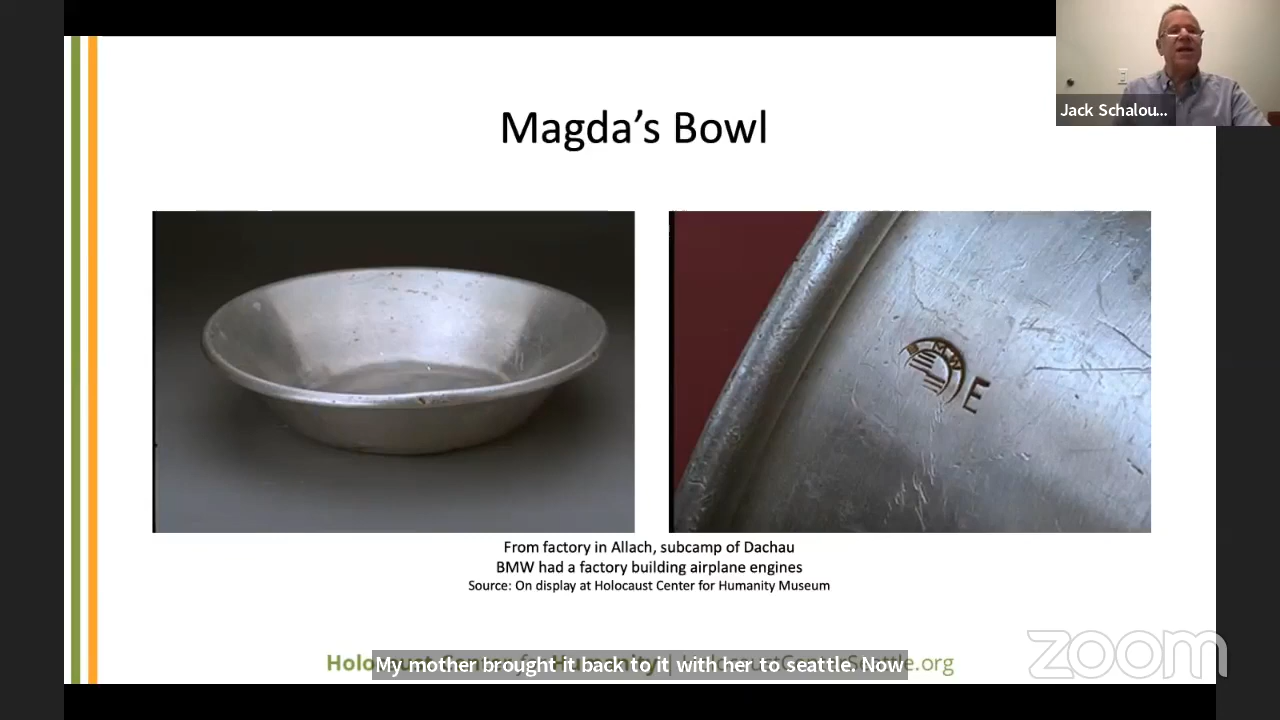 Magda's Bowl
Jack Schalou...
BMW E
From factory in Allach, subcamp of Dachau
BMW had a factory building airplane engines
Source: On display at Holocaust Center for Humanity Museum
My mother brought it back to it with her to seattle. Now
zoom